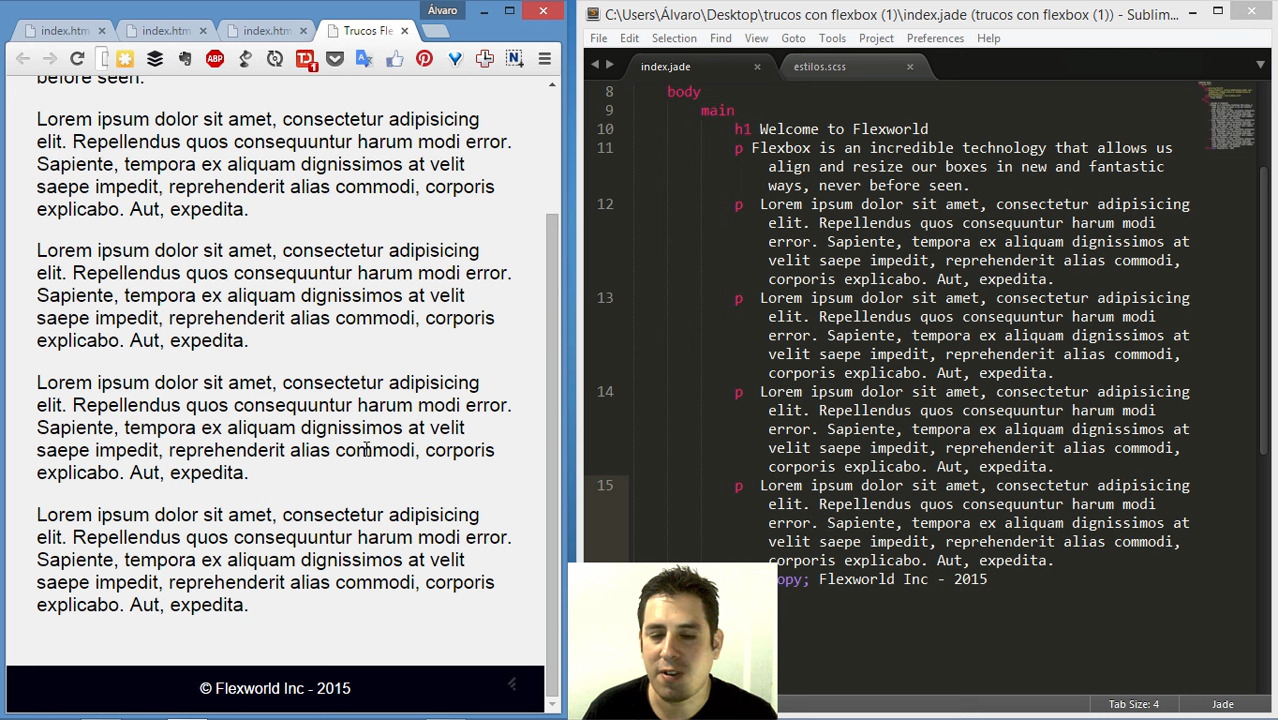 Álvaro
index.htm
index.htm
index.htm
Trucos Fle
ABP
TD
1
N
before seen.
Lorem ipsum dolor sit amet, consectetur adipisicing
elit. Repellendus quos consequuntur harum modi error.
Sapiente, tempora ex aliquam dignissimos at velit
saepe impedit, reprehenderit alias commodi, corporis
explicabo. Aut, expedita.
Lorem ipsum dolor sit amet, consectetur adipisicing
elit. Repellendus quos consequuntur harum modi error.
Sapiente, tempora ex aliquam dignissimos at velit
saepe impedit, reprehenderit alias commodi, corporis
explicabo. Aut, expedita.
Lorem ipsum dolor sit amet, consectetur adipisicing
elit. Repellendus quos consequuntur harum modi error.
Sapiente, tempora ex aliquam dignissimos at velit
saepe impedit, reprehenderit alias commodi, corporis
explicabo. Aut, expedita.
Lorem ipsum dolor sit amet, consectetur adipisicing
elit. Repellendus quos consequuntur harum modi error.
Sapiente, tempora ex aliquam dignissimos at velit
saepe impedit, reprehenderit alias commodi, corporis
explicabo. Aut, expedita.
© Flexworld Inc - 2015
C:\Users\Álvaro\Desktop\trucos con flexbox (1)\index.jade (trucos con flexbox (1)) - Sublim...
File Edit Selection Find View Goto Tools Project Preferences Help
index.jade
estilos.scss
8 body
9 main
10 h1 Welcome to Flexworld
11 p Flexbox is an incredible technology that allows us
align and resize our boxes in new and fantastic
ways, never before seen.
12 p Lorem ipsum dolor sit amet, consectetur adipisicing
elit. Repellendus quos consequuntur harum modi
error. Sapiente, tempora ex aliquam dignissimos at
velit saepe impedit, reprehenderit alias commodi,
corporis explicabo. Aut, expedita.
13 p Lorem ipsum dolor sit amet, consectetur adipisicing
elit. Repellendus quos consequuntur harum modi
error. Sapiente, tempora ex aliquam dignissimos at
velit saepe impedit, reprehenderit alias commodi,
corporis explicabo. Aut, expedita.
14 p Lorem ipsum dolor sit amet, consectetur adipisicing
elit. Repellendus quos consequuntur harum modi
error. Sapiente, tempora ex aliquam dignissimos at
velit saepe impedit, reprehenderit alias commodi,
corporis explicabo. Aut, expedita.
15 p Lorem ipsum dolor sit amet, consectetur adipisicing
elit. Repellendus quos consequuntur harum modi
error. Sapiente, tempora ex aliquam dignissimos at
velit saepe impedit, reprehenderit alias commodi,
corporis explicabo. Aut, expedita.
opy; Flexworld Inc - 2015
Tab Size: 4
Jade